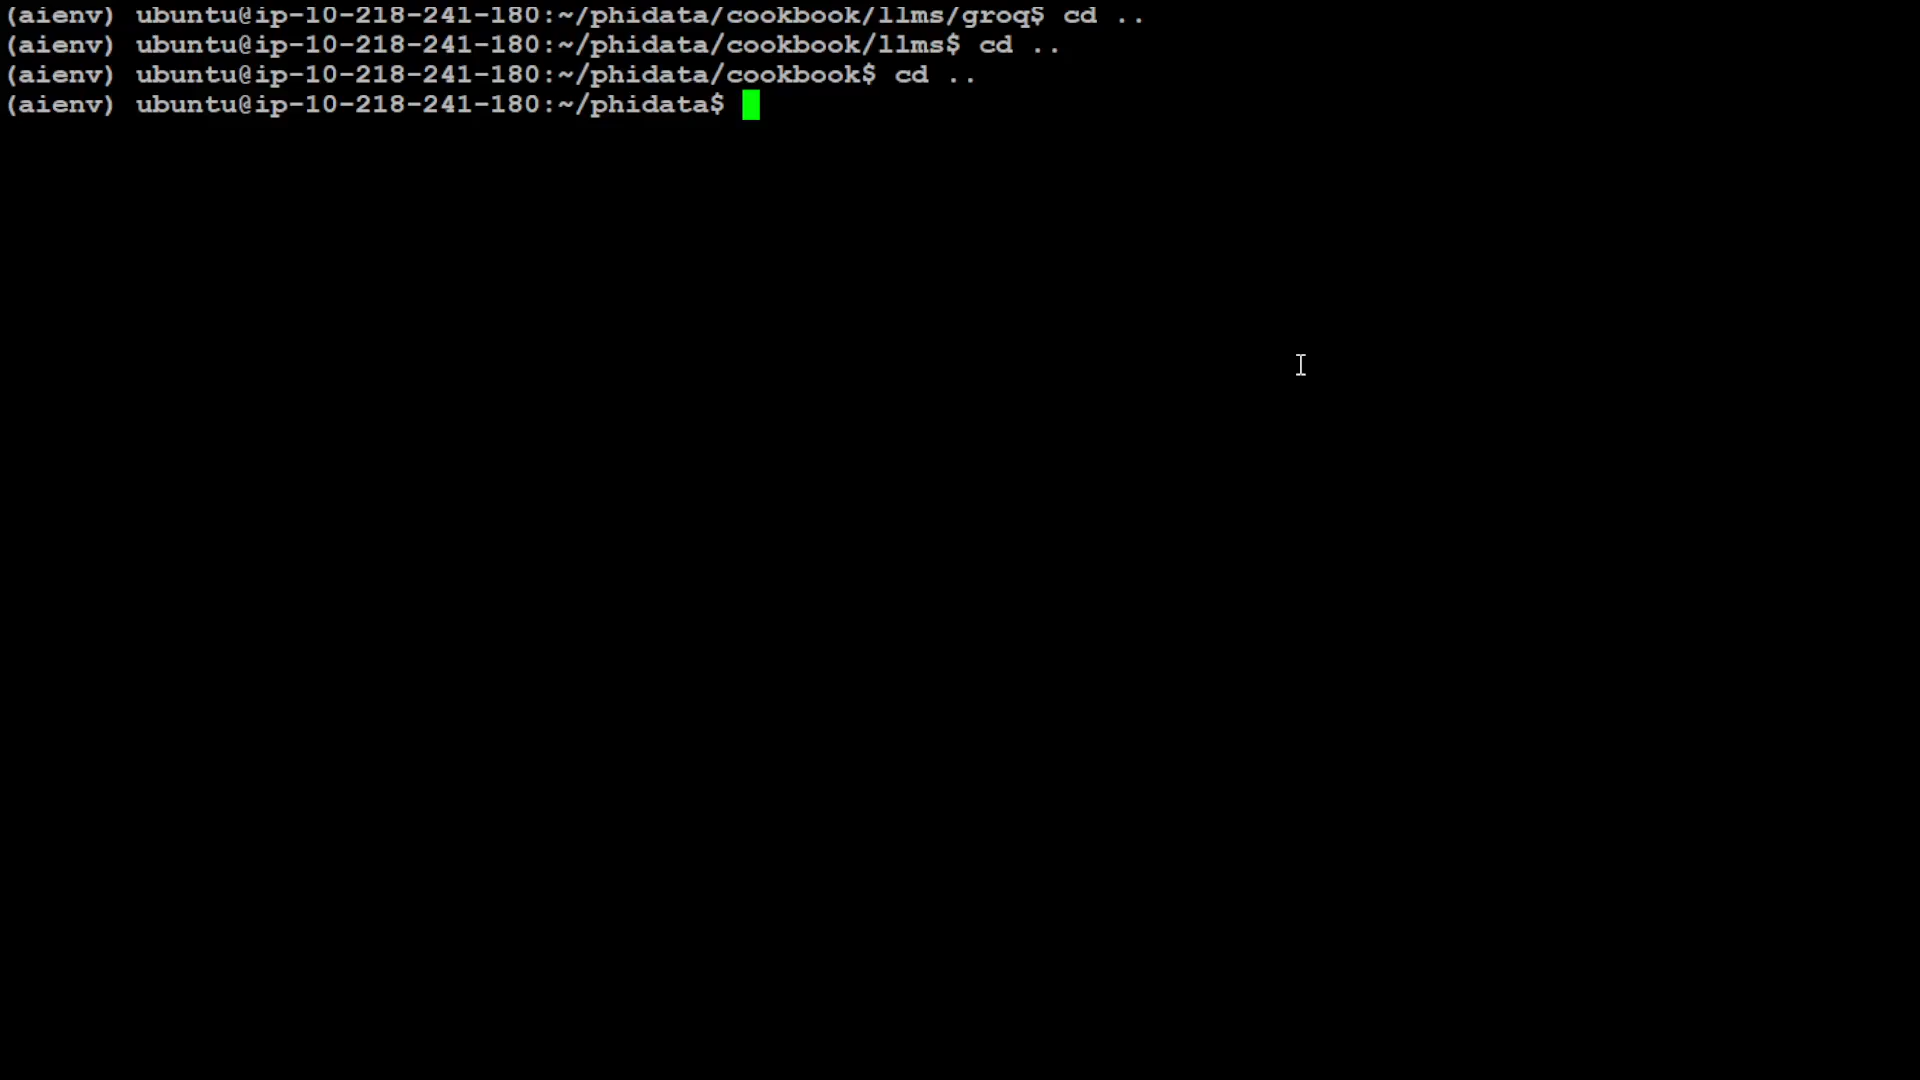 (aienv) ubuntu@ip-10-218-241-180:~/phidata/cookbook/llms/groq$ cd ..
(aienv) ubuntu@ip-10-218-241-180:~/phidata/cookbook/llms$ cd ..
(aienv) ubuntu@ip-10-218-241-180:~/phidata/cookbook$ cd ..
(aienv) ubuntu@ip-10-218-241-180:~/phidata$